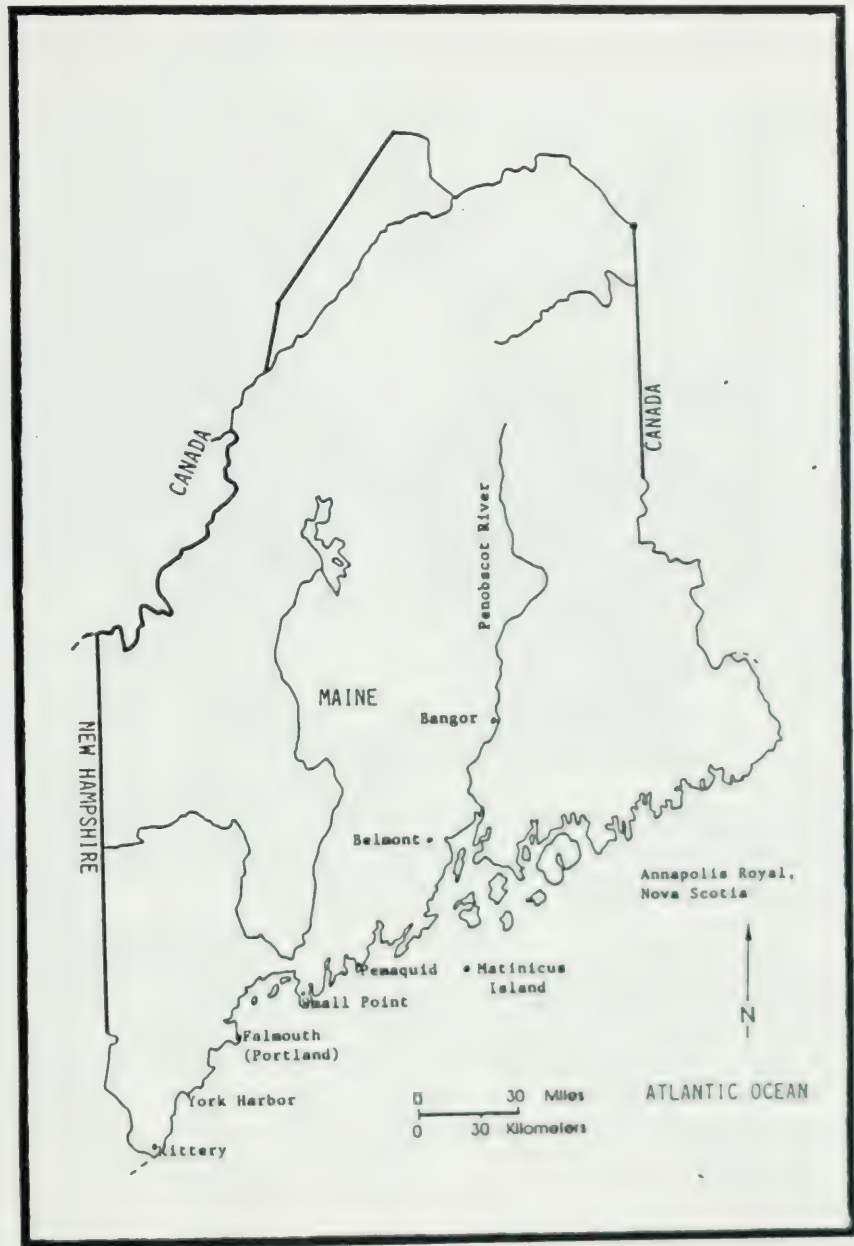 CANADA
CANADA
Penobscot River
MAINE
Bangor
NEW HAMPSHIRE
Belmont
Annapolis Royal,
Nova Scotia
Pemaquid
Matinicus
Island
Small Point
N
Falmouth
(Portland)
ATLANTIC OCEAN
York Harbor
0 30 Miles
0 30 Kilometers
Kittery